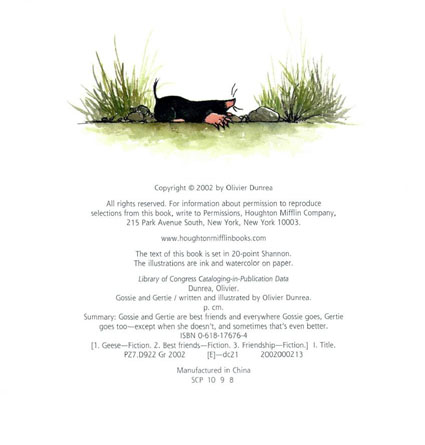 Copyright © 2002 by Olivier Dunrea
All rights reserved. For information about permission to reproduce
selections from this book, write to Permissions, Houghton Mifflin Company,
215 Park Avenue South, New York, New York 10003.
www.houghtonmifflinbooks.com
The text of this book is set in 20-point Shannon.
The illustrations are ink and watercolor on paper.
Library of Congress Cataloging-in-Publication Data
Dunrea, Olivier.
Gossie and Gertie / written and illustrated by Olivier Dunrea.
p. cm.
Summary: Gossie and Gertie are best friends and everywhere Gossie goes, Gertie
goes too—except when she doesn't, and sometimes that's even better.
ISBN 0-618-17676-4
[1. Geese—Fiction. 2. Best friends—Fiction. 3. Friendship—Fiction.] I. Title.
PZ7.D922 Gr 2002 [E]—dc21 2002000213
Manufactured in China
SCP 10 9 8